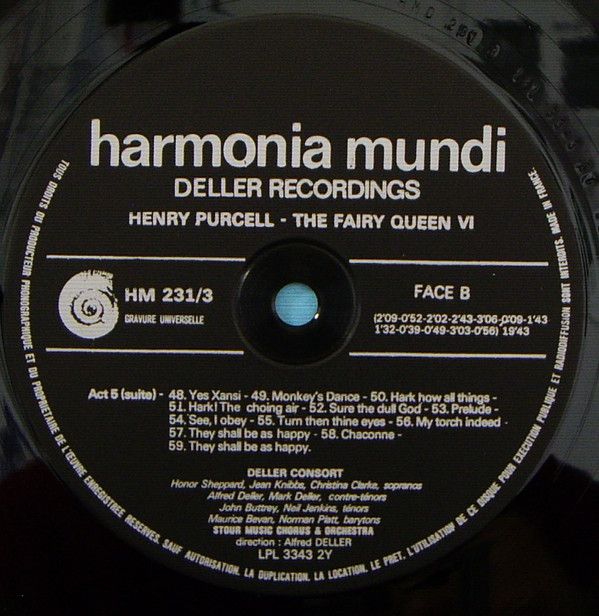 harmonia mundi
DELLER RECORDINGS
HENRY PURCELL - THE FAIRY QUEEN VI
HM 231/3
GRAVURE UNIVERSELLE
FACE B
(2'09-0'52-2'02-2'43-3'06-0'09-1'43
1'32-0'39-0'49-3'03-0'56) 19'43
Act 5 (suite) - 48. Yes Xansi - 49. Monkey's Dance - 50. Hark how all things -
51. Hark! The choing air - 52. Sure the dull God - 53. Prelude -
54. See, I obey - 55. Turn then thine eyes - 56. My torch indeed -
57. They shall be as happy - 58. Chaconne -
59. They shall be as happy.
DELLER CONSORT
Honor Sheppard, Jean Knibbs, Christina Clarke, sopranos
Alfred Deller, Mark Deller, contre-ténors
John Buttrey, Neil Jenkins, ténors
Maurice Bevan, Norman Platt, barytons
STOUR MUSIC CHORUS & ORCHESTRA
direction : Alfred DELLER
LPL 3343 2Y
TOUS DROITS DU PRODUCTEUR PHONOGRAPHIQUE ET DU PROPRIETAIRE DE L'ŒUVRE ENREGISTREE RESERVES. SAUF AUTORISATION, LA DUPLICATION, LA LOCATION, LE PRET, L'UTILISATION DE CE DISQUE POUR EXECUTION PUBLIQUE ET RADIODIFFUSION SONT INTERDITS. MADE IN FRANCE.